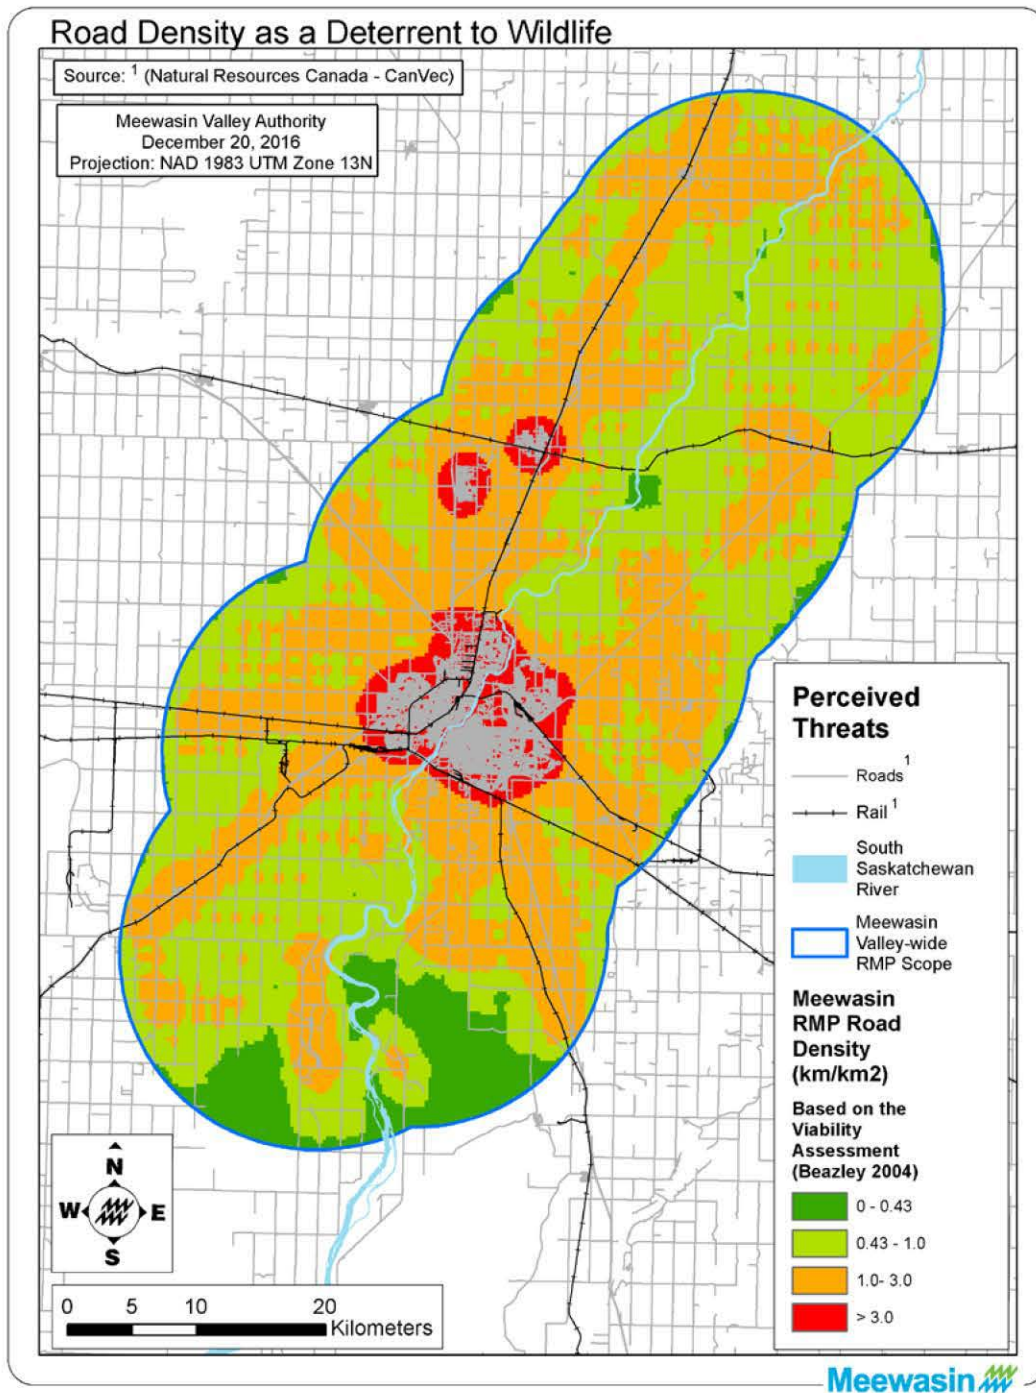 Road Density as a Deterrent to Wildlife
Source: 1 (Natural Resources Canada - CanVec)
Meewasin Valley Authority
December 20, 2016
Projection: NAD 1983 UTM Zone 13N
Perceived
Threats
Roads1
Rail 1
South
Saskatchewan
River
Meewasin
Valley-wide
RMP Scope
Meewasin
RMP Road
Density
(km/km2)
Based on the
Viability
Assessment
(Beazley 2004)
0 - 0.43
0.43 - 1.0
1.0- 3.0
> 3.0
N
W E
S
0 5 10 20
Kilometers
Meewasin